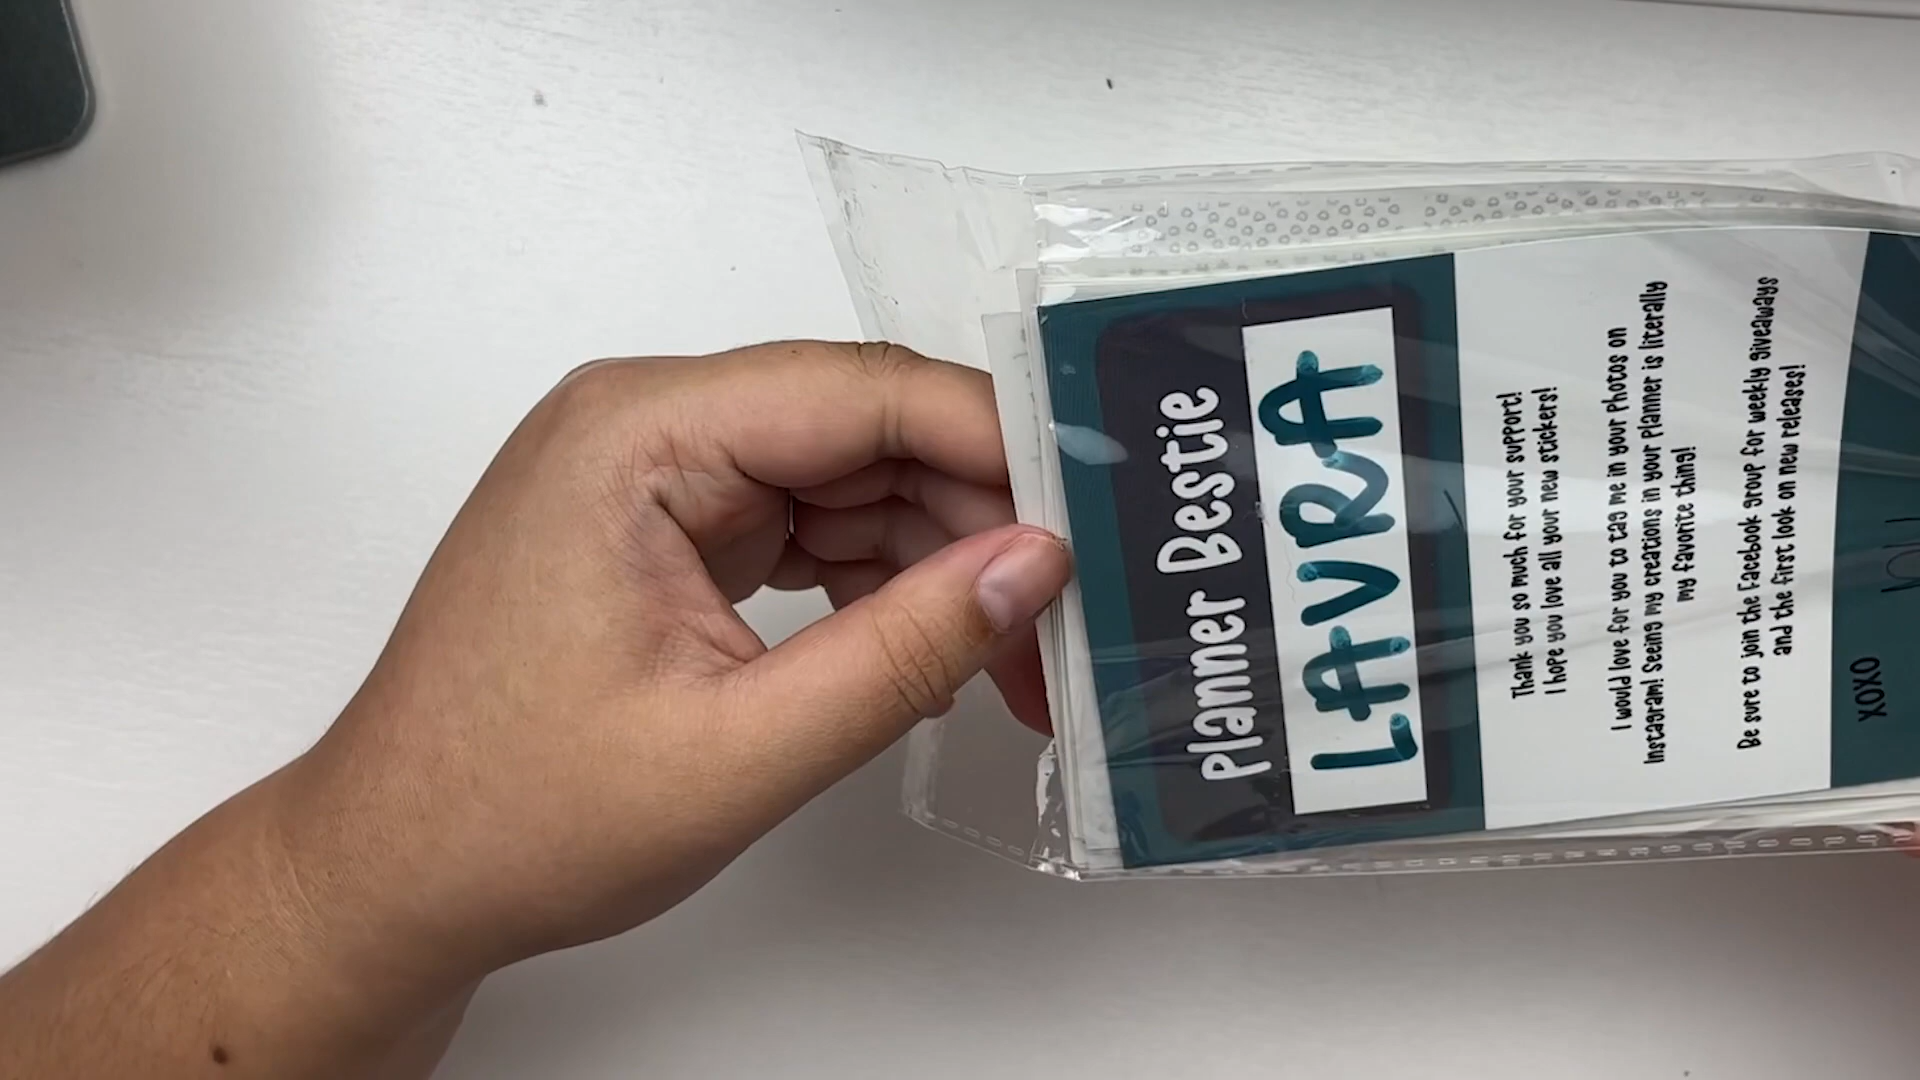 Planner Bestie
LAURA
Thank you so much for your support!
I hope you love all your new stickers!
I would love for you to tag me in your photos on
Instagram! Seeing my creations in your planner is literally
my favorite thing!
Be sure to join the Facebook group for weekly giveaways
and the first look on new releases!
XOXO